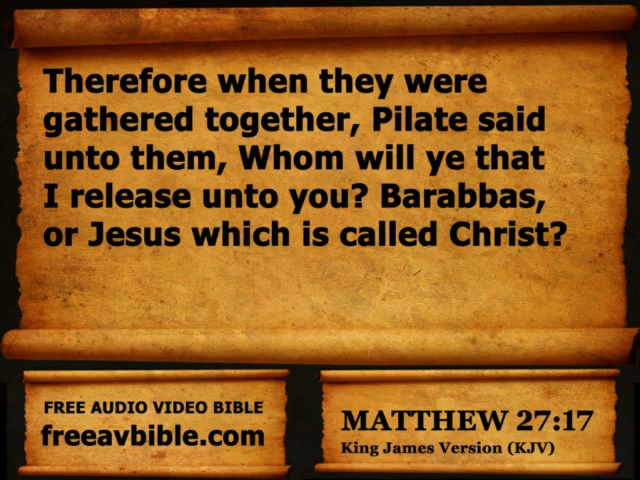 Therefore when they were
gathered together, Pilate said
unto them, Whom will ye that
I release unto you? Barabbas,
or Jesus which is called Christ?
FREE AUDIO VIDEO BIBLE
freeavbible.com
MATTHEW 27:17
King James Version (KJV)